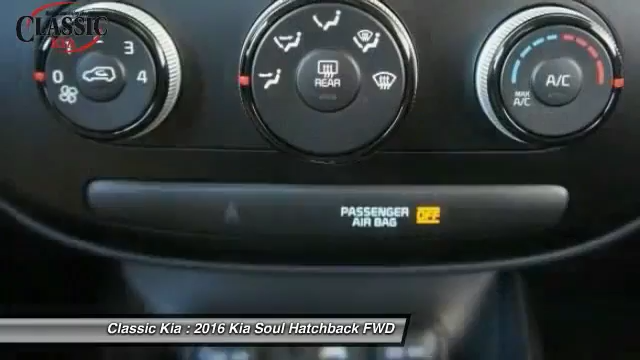 CLASSIC
3
0
4
REAR
A/C
MAX
A/C
PASSENGER
AIR BAG
OFF
Classic Kia : 2016 Kia Soul Hatchback FWD